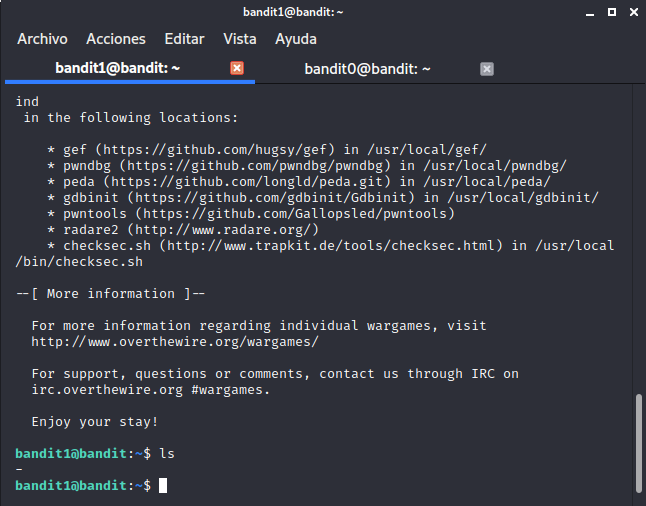 bandit1@bandit: ~
Archivo Acciones Editar Vista Ayuda
bandit1@bandit: ~ bandit0@bandit: ~
ind
 in the following locations:

    * gef (https://github.com/hugsy/gef) in /usr/local/gef/
    * pwndbg (https://github.com/pwndbg/pwndbg) in /usr/local/pwndbg/
    * peda (https://github.com/longld/peda.git) in /usr/local/peda/
    * gdbinit (https://github.com/gdbinit/Gdbinit) in /usr/local/gdbinit/
    * pwntools (https://github.com/Gallopsled/pwntools)
    * radare2 (http://www.radare.org/)
    * checksec.sh (http://www.trapkit.de/tools/checksec.html) in /usr/local
/bin/checksec.sh

--[ More information ]--

  For more information regarding individual wargames, visit
  http://www.overthewire.org/wargames/

  For support, questions or comments, contact us through IRC on
  irc.overthewire.org #wargames.

  Enjoy your stay!

bandit1@bandit:~$ ls
-
bandit1@bandit:~$